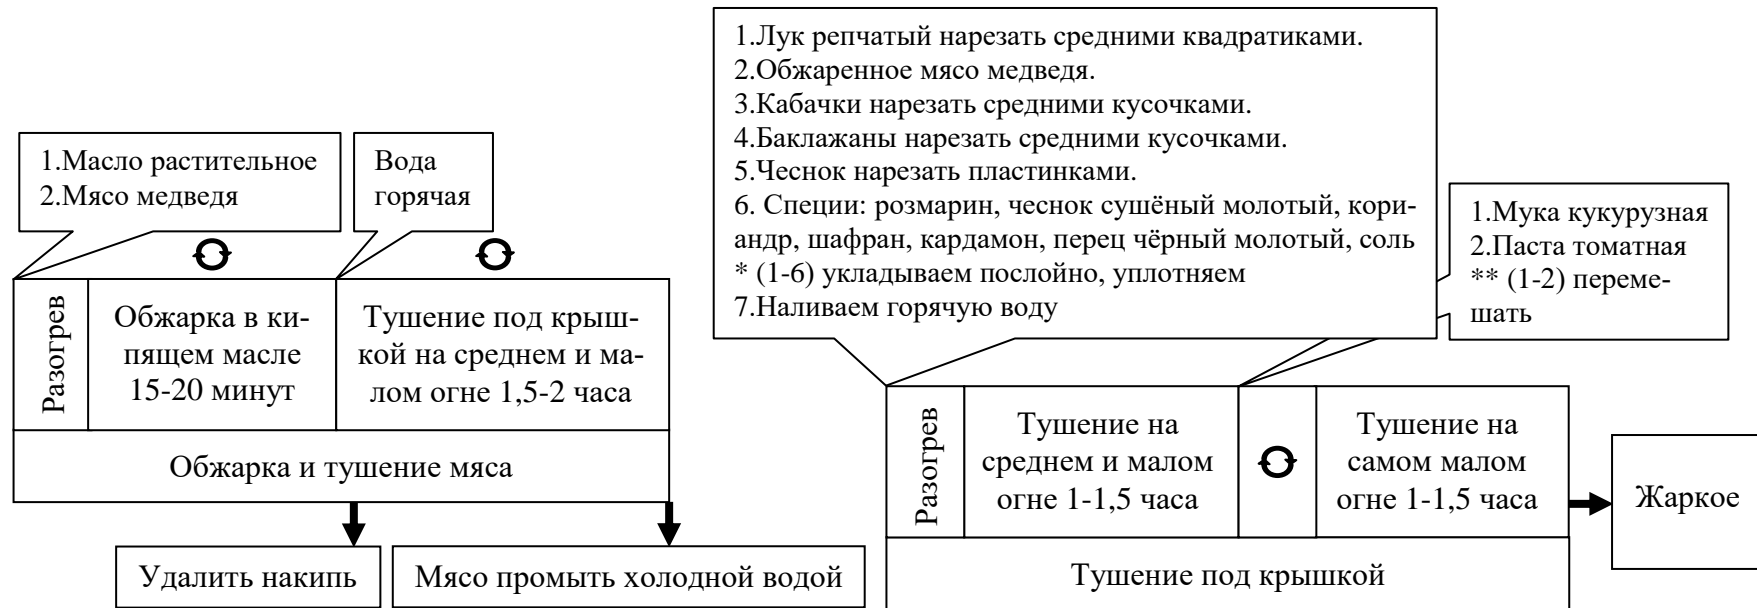 1.Масло растительное
2.Мясо медведя
Вода
горячая
Разогрев
Обжарка в ки-
пящем масле
15-20 минут
Тушение под крыш-
кой на среднем и ма-
лом огне 1,5-2 часа
Обжарка и тушение мяса
Удалить накипь
Мясо промыть холодной водой
1.Лук репчатый нарезать средними квадратиками.
2.Обжаренное мясо медведя.
3.Кабачки нарезать средними кусочками.
4.Баклажаны нарезать средними кусочками.
5.Чеснок нарезать пластинками.
6. Специи: розмарин, чеснок сушёный молотый, кори-
андр, шафран, кардамон, перец чёрный молотый, соль
* (1-6) укладываем послойно, уплотняем
7.Наливаем горячую воду
1.Мука кукурузная
2.Паста томатная
** (1-2) переме-
шать
Разогрев
Тушение на
среднем и малом
огне 1-1,5 часа
Тушение на
самом малом
огне 1-1,5 часа
Тушение под крышкой
Жаркое